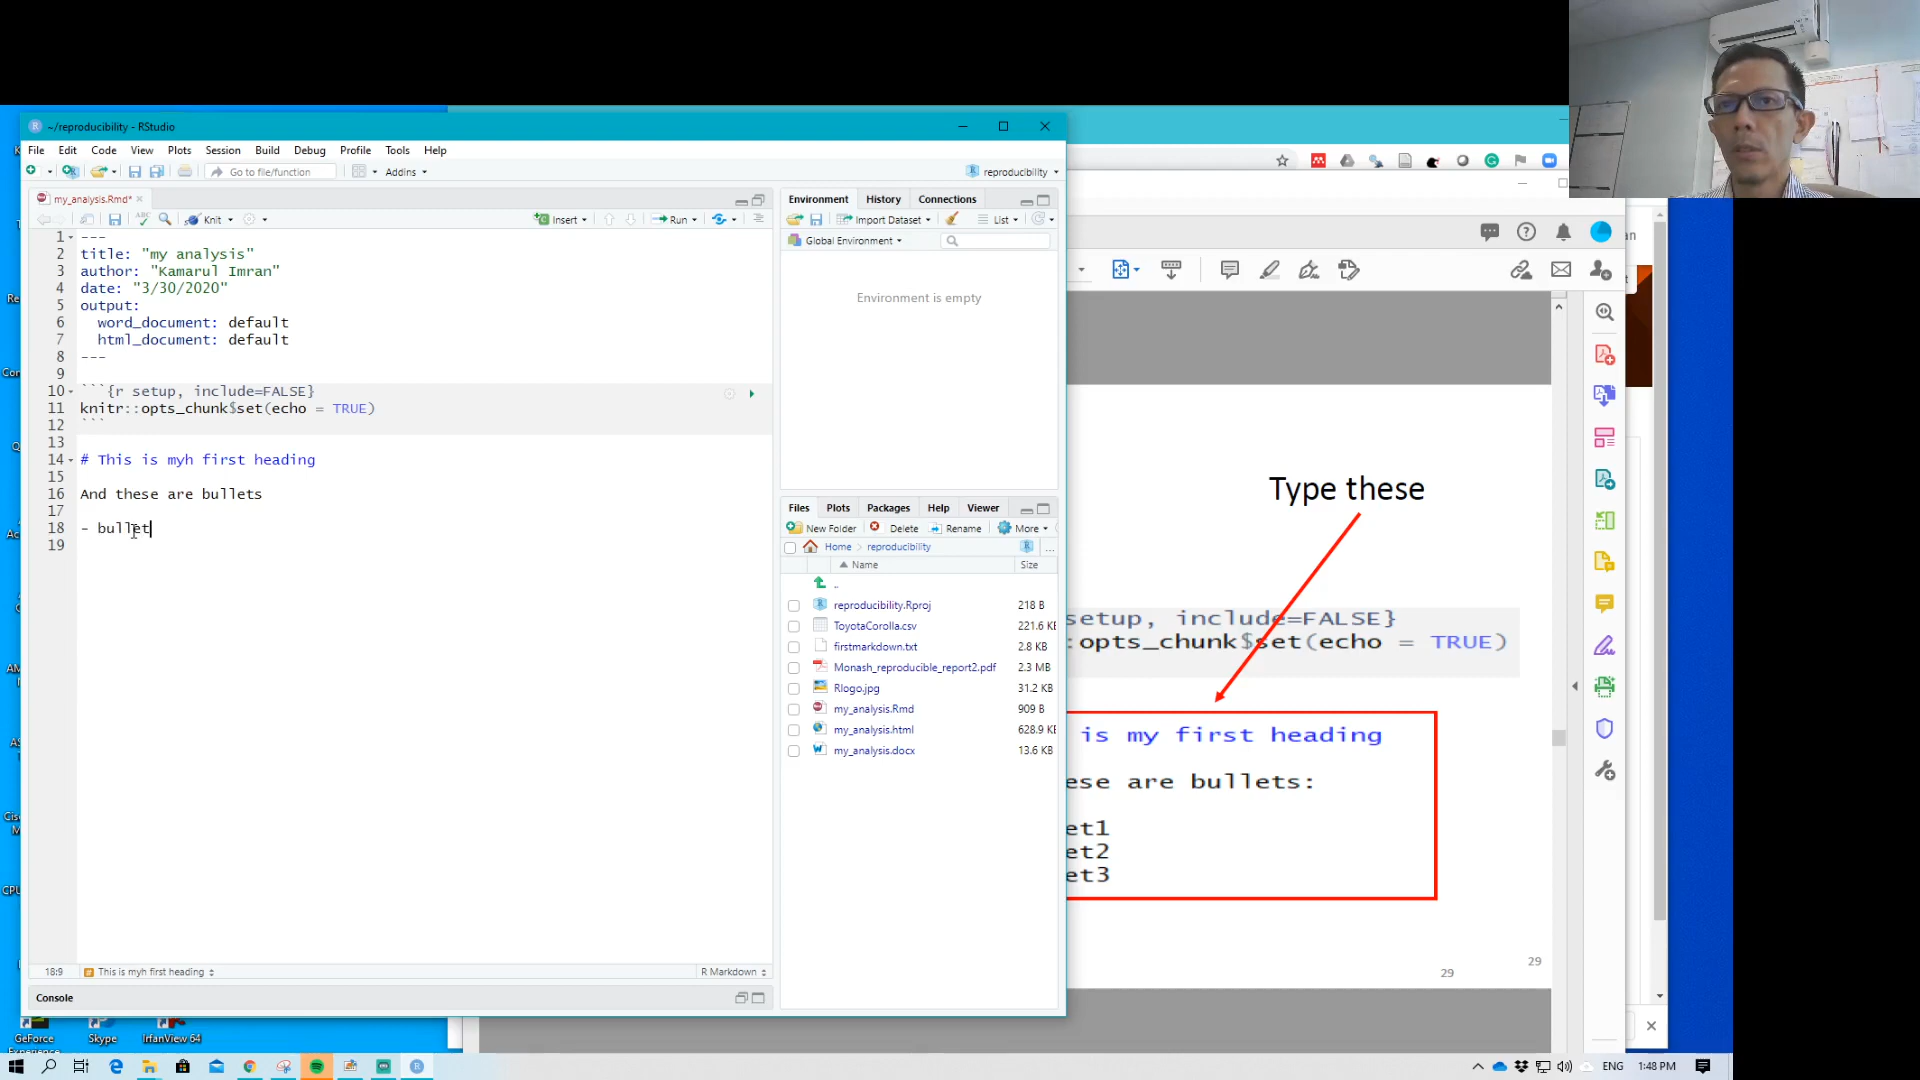 ~/reproducibility - RStudio
File Edit Code View Plots Session Build Debug Profile Tools Help
Go to file/function
Addins
reproducibility
my_analysis.Rmd*
Knit
Insert
Run
1 ---
2 title: "my analysis"
3 author: "Kamarul Imran"
4 date: "3/30/2020"
5 output:
6 word_document: default
7 html_document: default
8 ---
9
10 ```{r setup, include=FALSE}
11 knitr::opts_chunk$set(echo = TRUE)
12 ```
13
14 # This is myh first heading
15
16 And these are bullets
17
18 - bullet
19
18:9 This is myh first heading
R Markdown
Console
Environment History Connections
Import Dataset
List
Global Environment
Environment is empty
Files Plots Packages Help Viewer
New Folder Delete Rename More
Home reproducibility
Name Size
..
reproducibility.Rproj 218 B
ToyotaCorolla.csv 221.6 KE
firstmarkdown.txt 2.8 KB
Monash_reproducible_report2.pdf 2.3 MB
Rlogo.jpg 31.2 KB
my_analysis.Rmd 909 B
my_analysis.html 628.9 KE
my_analysis.docx 13.6 KB
Type these
setup, include=FALSE}
:opts_chunk$set(echo = TRUE)
is my first heading
ese are bullets:
et1
et2
et3
29
29
GeForce
Experience
Skype
IrfanView 64
ENG
1:48 PM